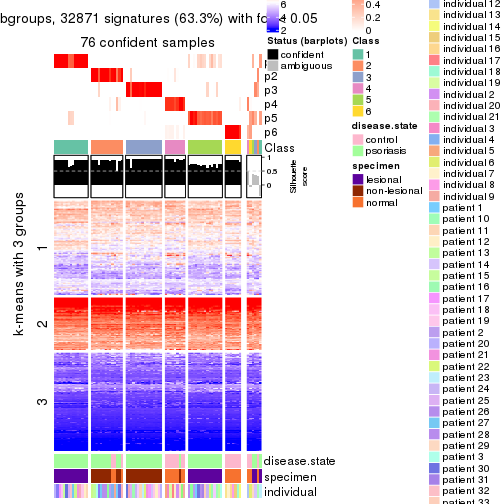 bgroups, 32871 signatures (63.3%) with fd < 0.05
76 confident samples
p2
p3
p4
p5
p6
Class
1
0.5
0
Silhouette
score
k-means with 3 groups
1
2
3
disease.state
specimen
individual
6
4
2
Status (barplots)
confident
ambiguous
0.4
0.2
0
Class
1
2
3
4
5
6
disease.state
control
psoriasis
specimen
lesional
non-lesional
normal
individual 12
individual 13
individual 14
individual 15
individual 16
individual 17
individual 18
individual 19
individual 2
individual 20
individual 21
individual 3
individual 4
individual 5
individual 6
individual 7
individual 8
individual 9
patient 1
patient 10
patient 11
patient 12
patient 13
patient 14
patient 15
patient 16
patient 17
patient 18
patient 19
patient 2
patient 20
patient 21
patient 22
patient 23
patient 24
patient 25
patient 26
patient 27
patient 28
patient 29
patient 3
patient 30
patient 31
patient 32
patient 33